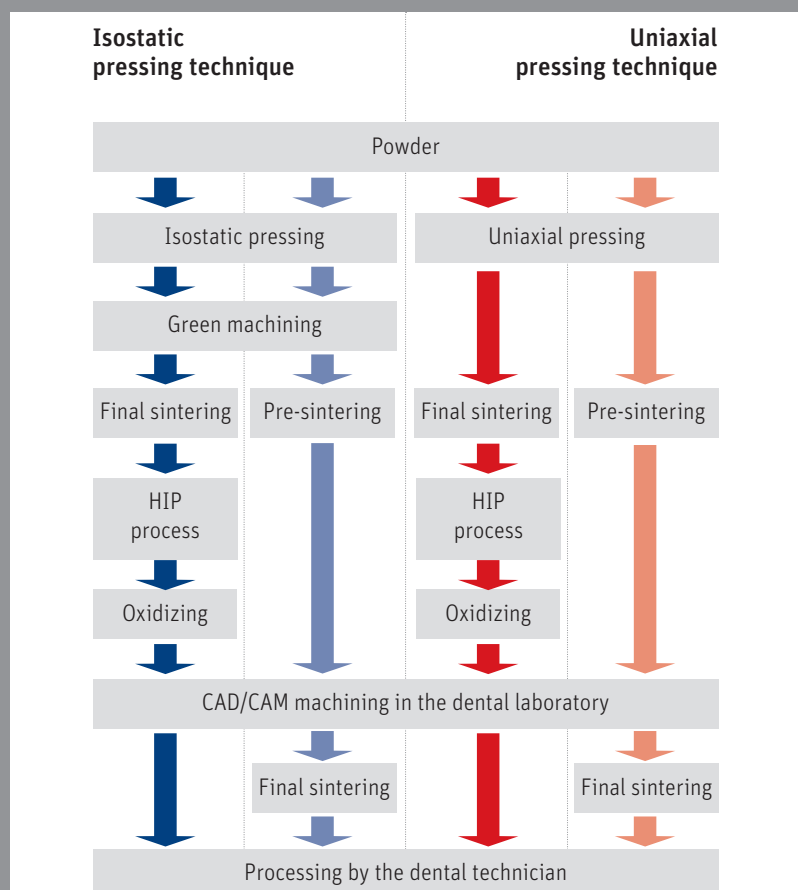 Isostatic
pressing technique
Uniaxial
pressing technique
Powder
Isostatic pressing
Uniaxial pressing
Green machining
Final sintering
Pre-sintering
Final sintering
Pre-sintering
HIP
process
HIP
process
Oxidizing
Oxidizing
CAD/CAM machining in the dental laboratory
Final sintering
Final sintering
Processing by the dental technician